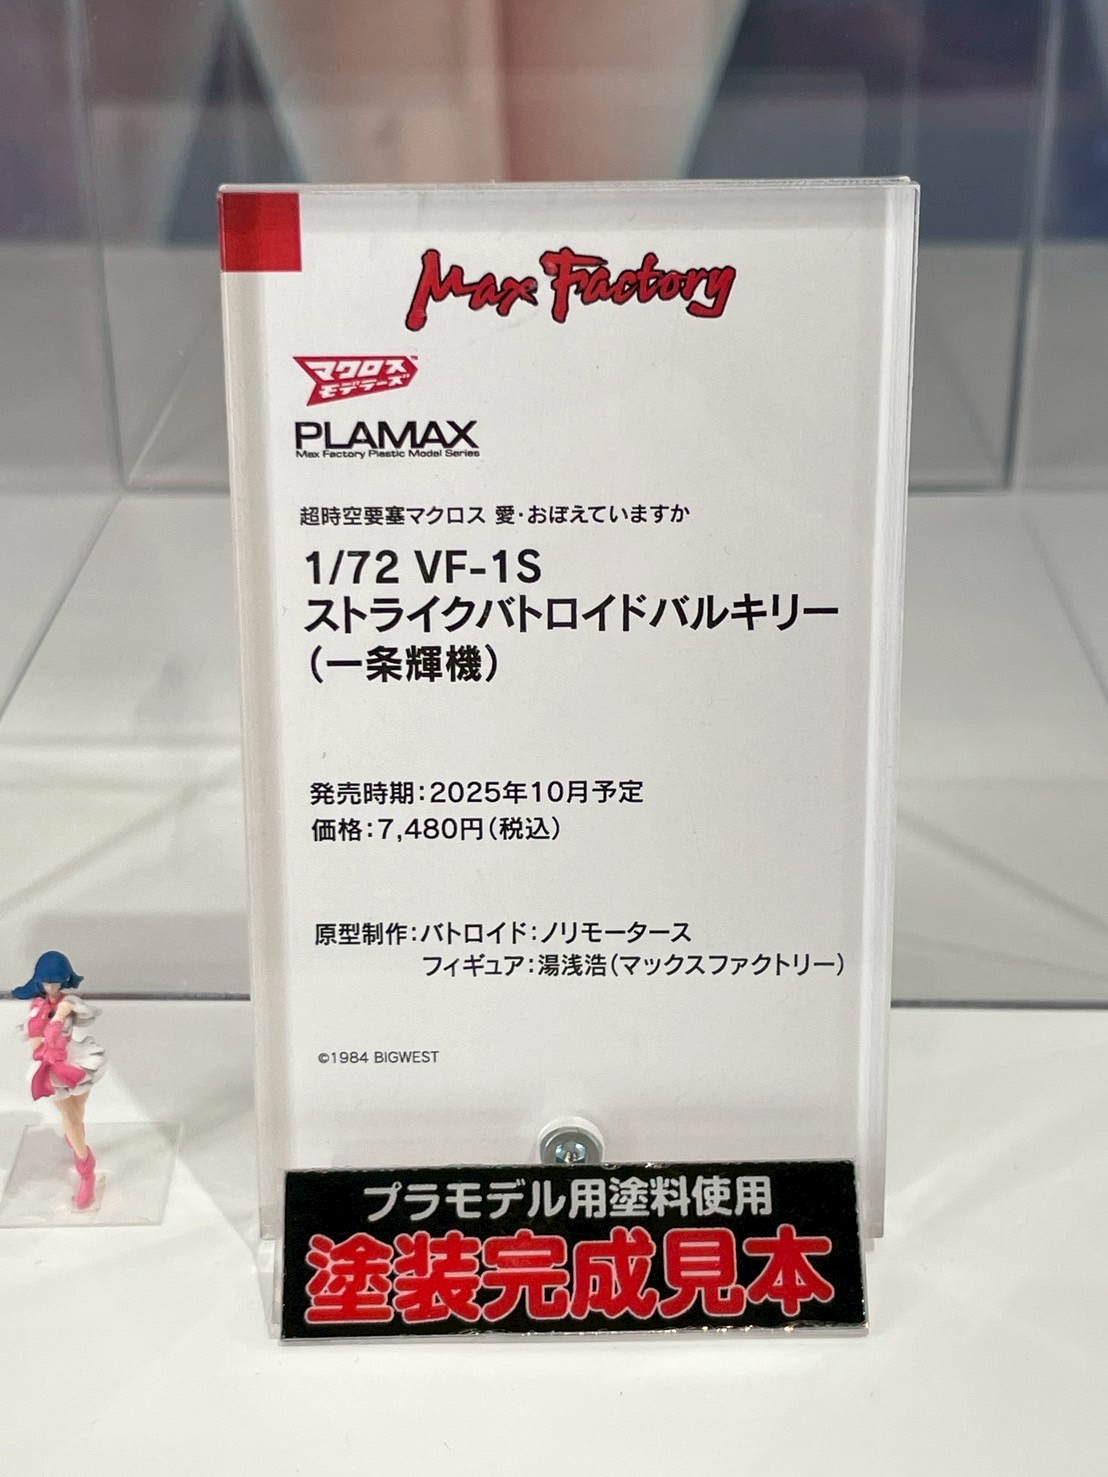 Max Factory
マクロス
モデラーズ
PLAMAX
Max Factory Plastic Model Series
超時空要塞マクロス 愛・おぼえていますか
1/72 VF-1S
ストライクバトロイドバルキリー
(一条輝機)
発売時期:2025年10月予定
価格:7,480円(税込)
原型制作:バトロイド:ノリモータース
フィギュア:湯浅浩(マックスファクトリー)
©1984 BIGWEST
プラモデル用塗料使用
塗装完成見本